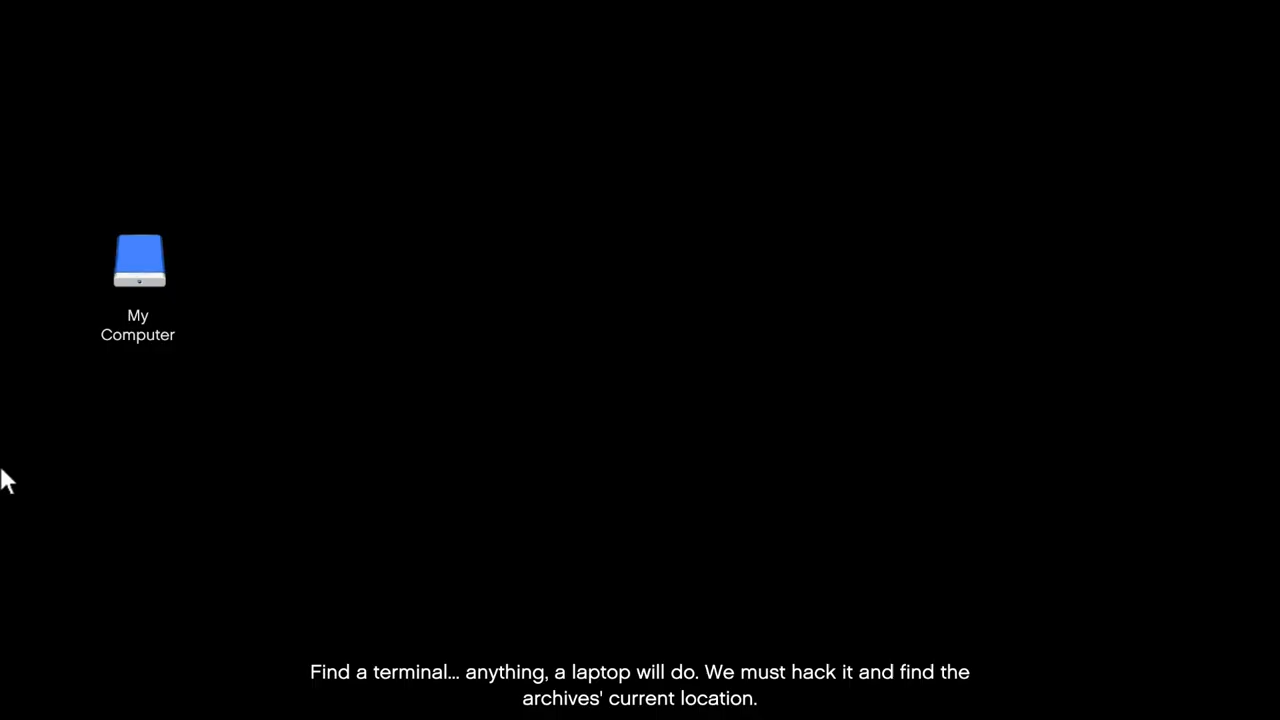 My
Computer
Find a terminal... anything, a laptop will do. We must hack it and find the
archives' current location.